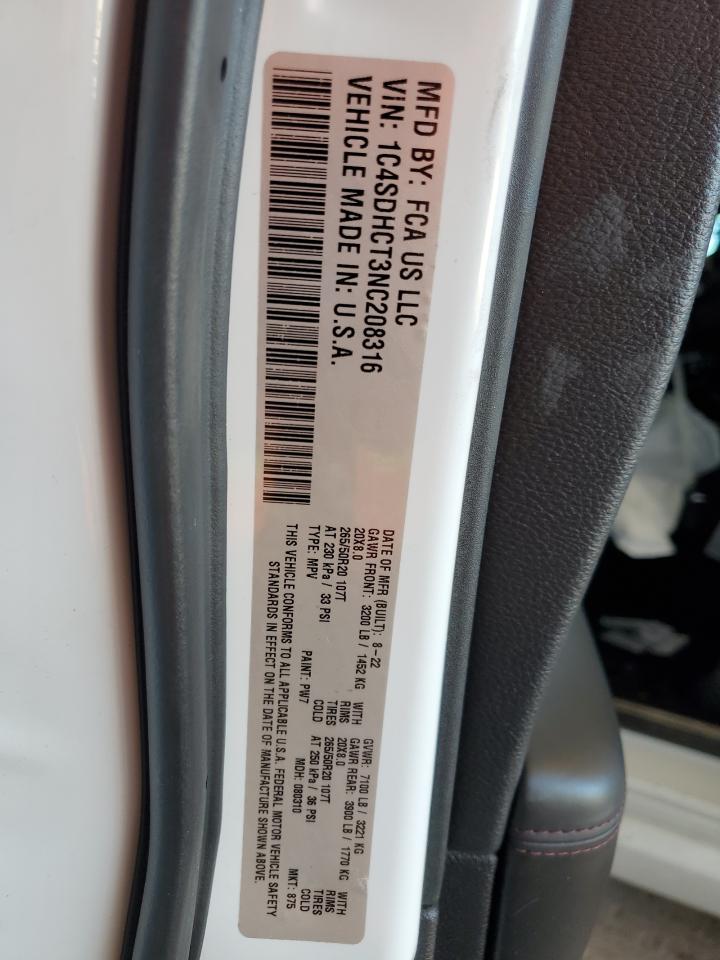 MFD BY: FCA US LLC
VIN: 1C4SDHCT3NC208316
VEHICLE MADE IN: U.S.A.
DATE OF MFR (BUILT): 8-22 GVWR: 7100 LB / 3221 KG
GAWR FRONT: 3200 LB / 1452 KG WITH GAWR REAR: 3900 LB / 1770 KG WITH
20X8.0 RIMS 20X8.0 RIMS
265/50R20 107T TIRES 265/50R20 107T TIRES
AT 230 kPa / 33 PSI COLD AT 250 kPa / 36 PSI COLD
TYPE: MPV PAINT: PW7 MDH: 080310 MKT: 875
THIS VEHICLE CONFORMS TO ALL APPLICABLE U.S.A. FEDERAL MOTOR VEHICLE SAFETY
STANDARDS IN EFFECT ON THE DATE OF MANUFACTURE SHOWN ABOVE.